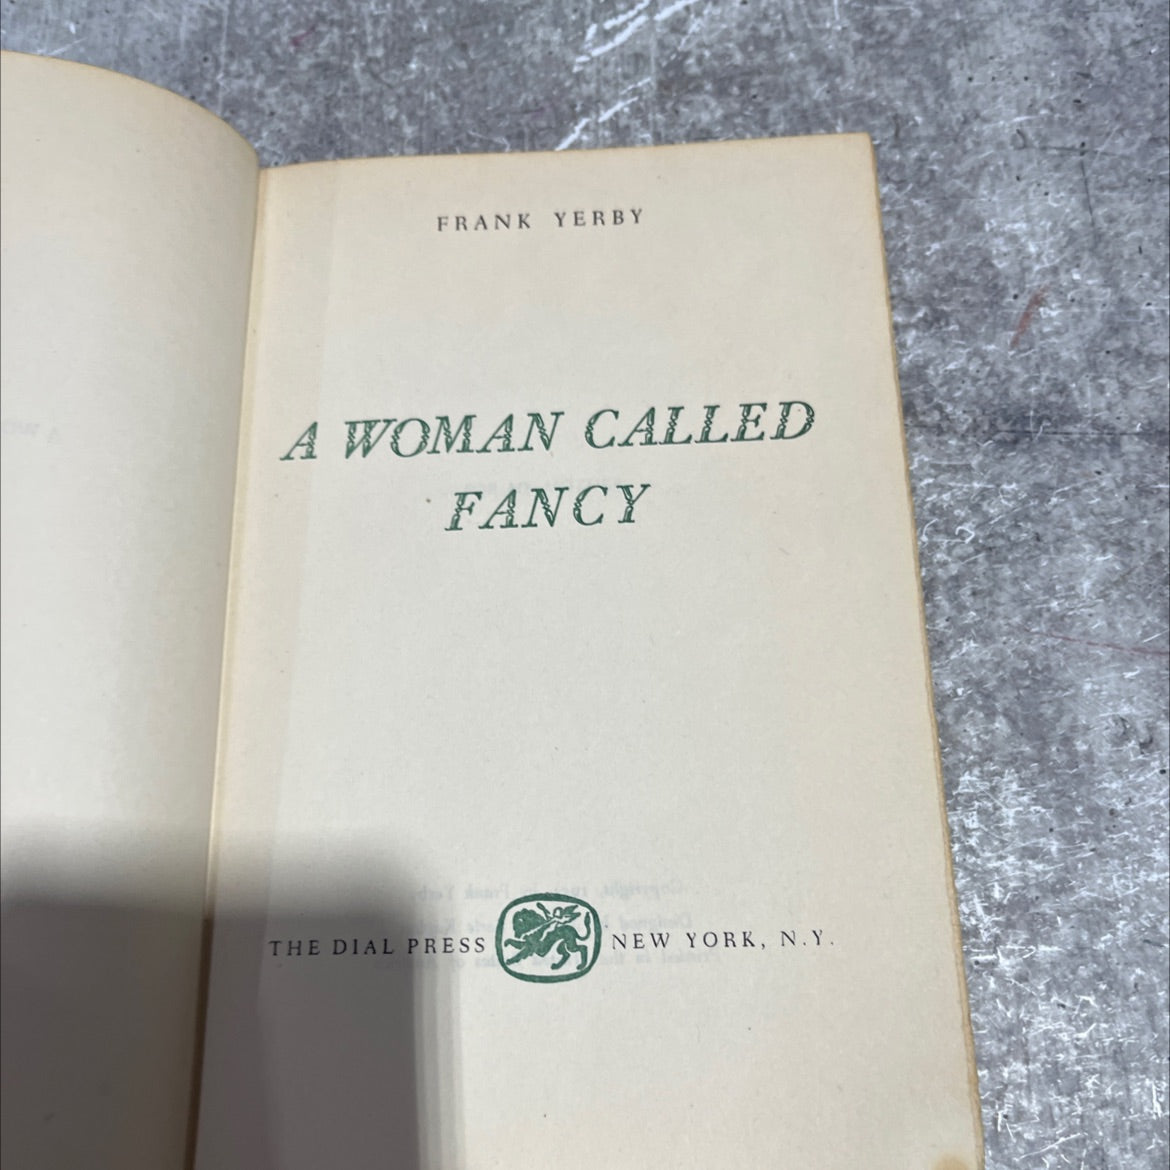 FRANK YERBY
A WOMAN CALLED
FANCY
THE DIAL PRESS NEW YORK, N.Y.